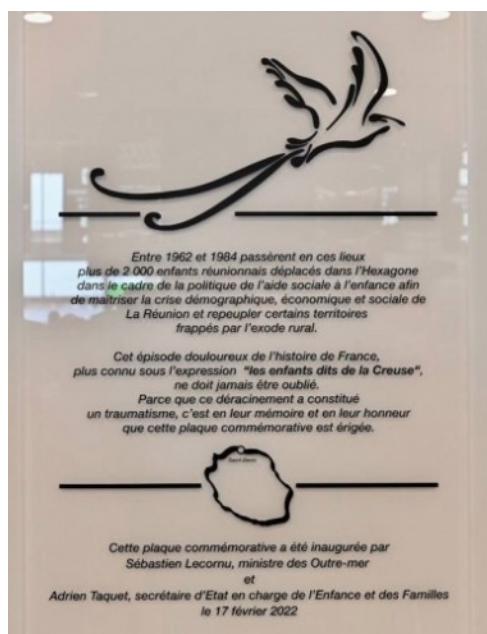 Entre 1962 et 1984 passèrent en ces lieux
plus de 2 000 enfants réunionnais déplacés dans l'Hexagone
dans le cadre de la politique de l'aide sociale à l'enfance afin
de maîtriser la crise démographique, économique et sociale de
La Réunion et repeupler certains territoires
frappés par l'exode rural.
Cet épisode douloureux de l'histoire de France,
plus connu sous l'expression "les enfants dits de la Creuse",
ne doit jamais être oublié.
Parce que ce déracinement a constitué
un traumatisme, c'est en leur mémoire et en leur honneur
que cette plaque commémorative est érigée.
Saint-Denis
Cette plaque commémorative a été inaugurée par
Sébastien Lecornu, ministre des Outre-mer
et
Adrien Taquet, secrétaire d'Etat en charge de l'Enfance et des Familles
le 17 février 2022